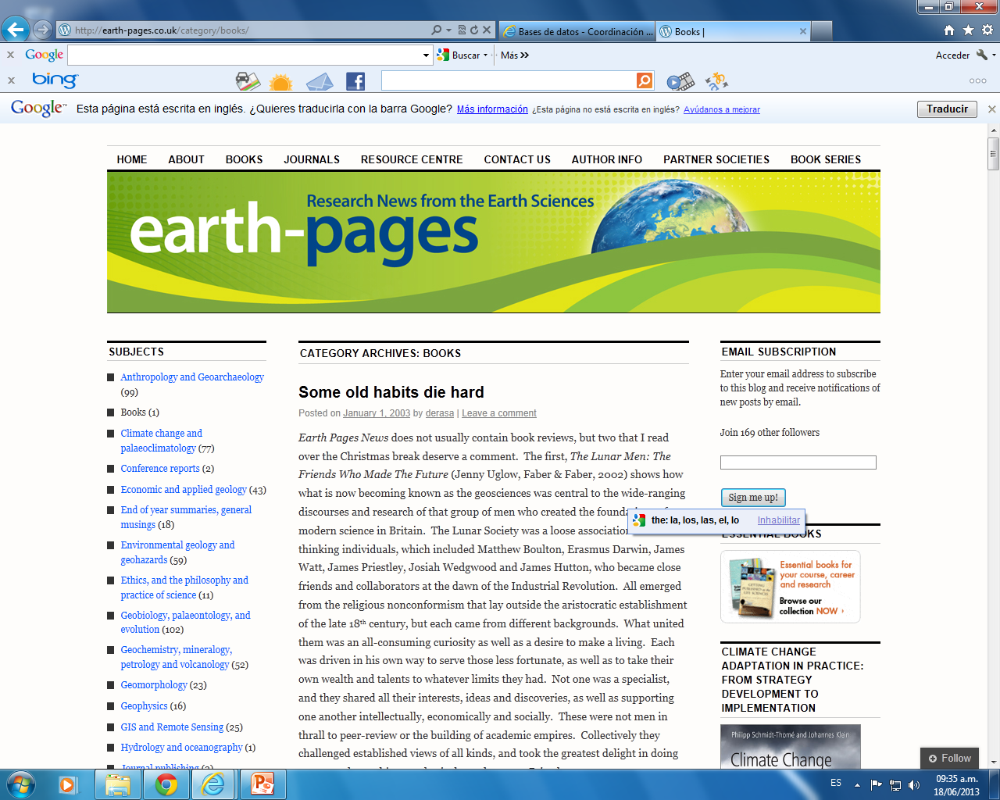 http://earth-pages.co.uk/category/books/
Bases de datos - Coordinación ...
Books |
x Google
Buscar
Más
Acceder
x bing
Google™ Esta página está escrita en inglés. ¿Quieres traducirla con la barra Google? Más información ¿Esta página no está escrita en inglés? Ayúdanos a mejorar
Traducir
HOME ABOUT BOOKS JOURNALS RESOURCE CENTRE CONTACT US AUTHOR INFO PARTNER SOCIETIES BOOK SERIES
Research News from the Earth Sciences
earth-pages
SUBJECTS
Anthropology and Geoarchaeology
(99)
Books (1)
Climate change and
palaeoclimatology (77)
Conference reports (2)
Economic and applied geology (43)
End of year summaries, general
musings (18)
Environmental geology and
geohazards (59)
Ethics, and the philosophy and
practice of science (11)
Geobiology, palaeontology, and
evolution (102)
Geochemistry, mineralogy,
petrology and volcanology (52)
Geomorphology (23)
Geophysics (16)
GIS and Remote Sensing (25)
Hydrology and oceanography (1)
CATEGORY ARCHIVES: BOOKS
Some old habits die hard
Posted on January 1, 2003 by derasa | Leave a comment
Earth Pages News does not usually contain book reviews, but two that I read
over the Christmas break deserve a comment. The first, The Lunar Men: The
Friends Who Made The Future (Jenny Uglow, Faber & Faber, 2002) shows how
what is now becoming known as the geosciences was central to the wide-ranging
discourses and research of that group of men who created the
modern science in Britain. The Lunar Society was a loose association
thinking individuals, which included Matthew Boulton, Erasmus Darwin, James
Watt, James Priestley, Josiah Wedgwood and James Hutton, who became close
friends and collaborators at the dawn of the Industrial Revolution. All emerged
from the religious nonconformism that lay outside the aristocratic establishment
of the late 18th century, but each came from different backgrounds. What united
them was an all-consuming curiosity as well as a desire to make a living. Each
was driven in his own way to serve those less fortunate, as well as to take their
own wealth and talents to whatever limits they had. Not one was a specialist,
and they shared all their interests, ideas and discoveries, as well as supporting
one another intellectually, economically and socially. These were not men in
thrall to peer-review or the building of academic empires. Collectively they
challenged established views of all kinds, and took the greatest delight in doing
the: la, los, las, el, lo Inhabilitar
EMAIL SUBSCRIPTION
Enter your email address to subscribe
to this blog and receive notifications of
new posts by email.
Join 169 other followers
Sign me up!
ESSENTIAL BOOKS
Essential books for
your course, career
and research
Browse our
collection NOW
CLIMATE CHANGE
ADAPTATION IN PRACTICE:
FROM STRATEGY
DEVELOPMENT TO
IMPLEMENTATION
Philipp Schmidt-Thomé and Johannes Klein
Climate Change
Follow
ES
09:35 a.m.
18/06/2013